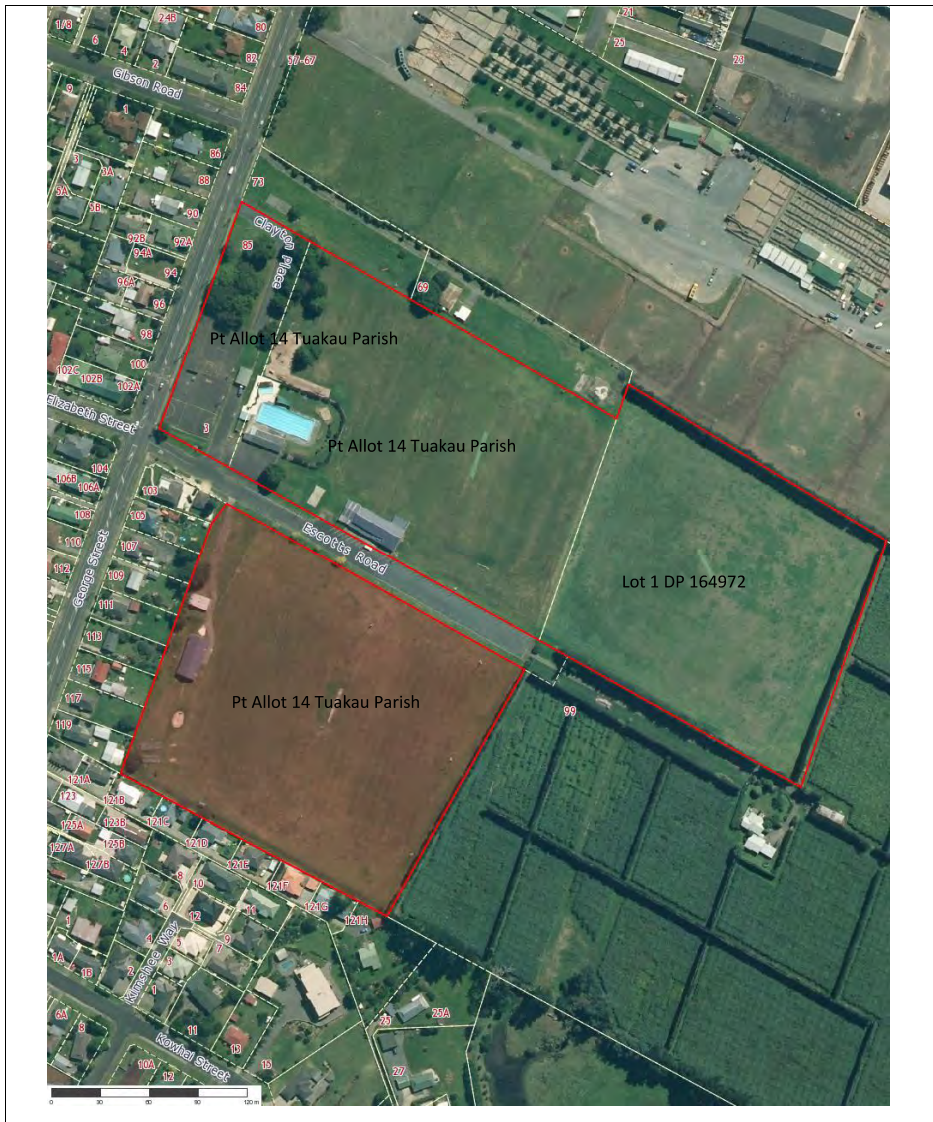 1/8
6
4
2
24B
80
82
84
57-67
21
25
23
Gibson Road
9
1
3
3A
5A
5B
86
88
90
92B
92A
94A
94
96A
96
98
100
102C
102B
102A
73
Clayton Place
85
69
Pt Allot 14 Tuakau Parish
Pt Allot 14 Tuakau Parish
3
Elizabeth Street
104
106B
106A
108
110
112
103
105
107
109
111
113
115
117
119
George Street
Escotts Road
Lot 1 DP 164972
Pt Allot 14 Tuakau Parish
99
121A
123
121B
125A
123B
121C
127A
125B
127B
121D
121E
121F
121G
121H
8
10
6
12
11
4
5
9
7
2
3
1
Kimshee Way
1
1B
6A
8
11
13
15
Kowhai Street
10A
12
25
25A
27
0 30 60 90 120 m